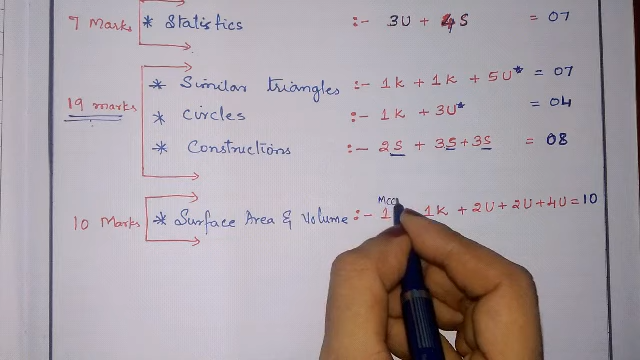 7 Marks * Statistics :- 3U + 4S = 07
* Similar triangles :- 1K + 1K + 5U* = 07
19 marks * Circles :- 1K + 3U* = 04
* Constructions :- 2S + 3S + 3S = 08
10 Marks * Surface Area & Volume :- 1 1K + 2U + 2U + 4U = 10